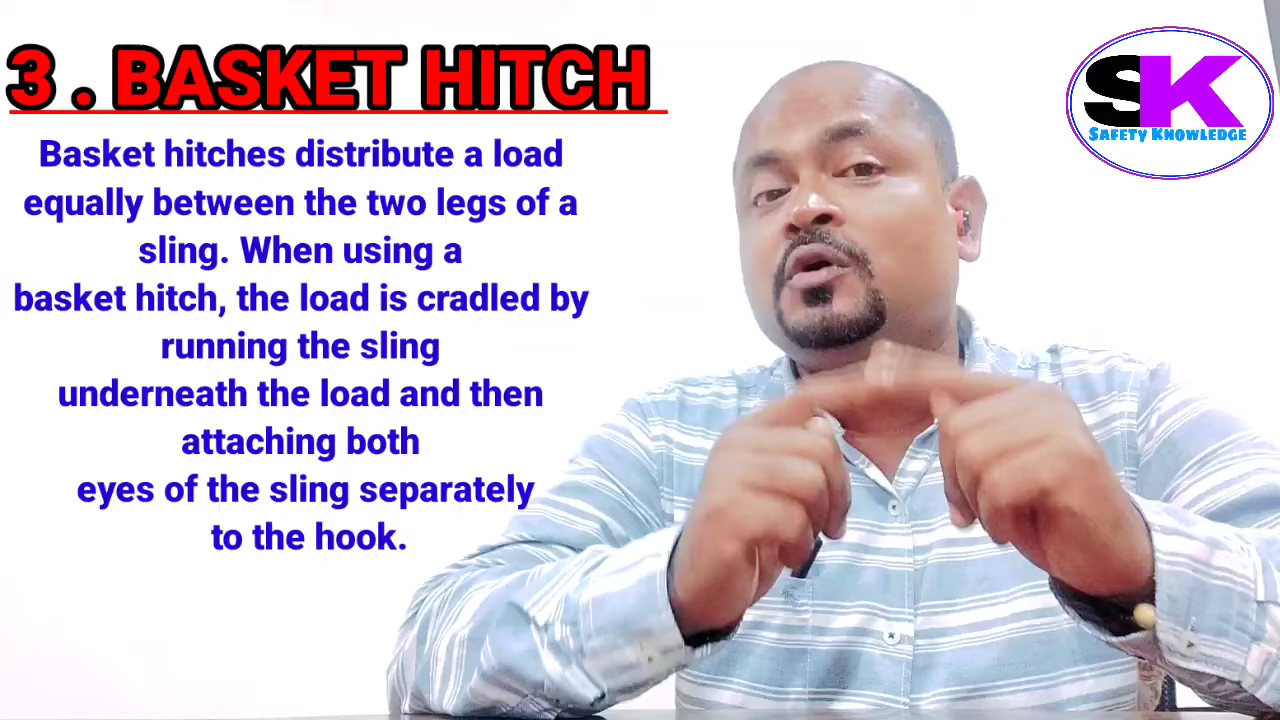 3 . BASKET HITCH
Basket hitches distribute a load
equally between the two legs of a
sling. When using a
basket hitch, the load is cradled by
running the sling
underneath the load and then
attaching both
eyes of the sling separately
to the hook.
SK
SAFETY KNOWLEDGE